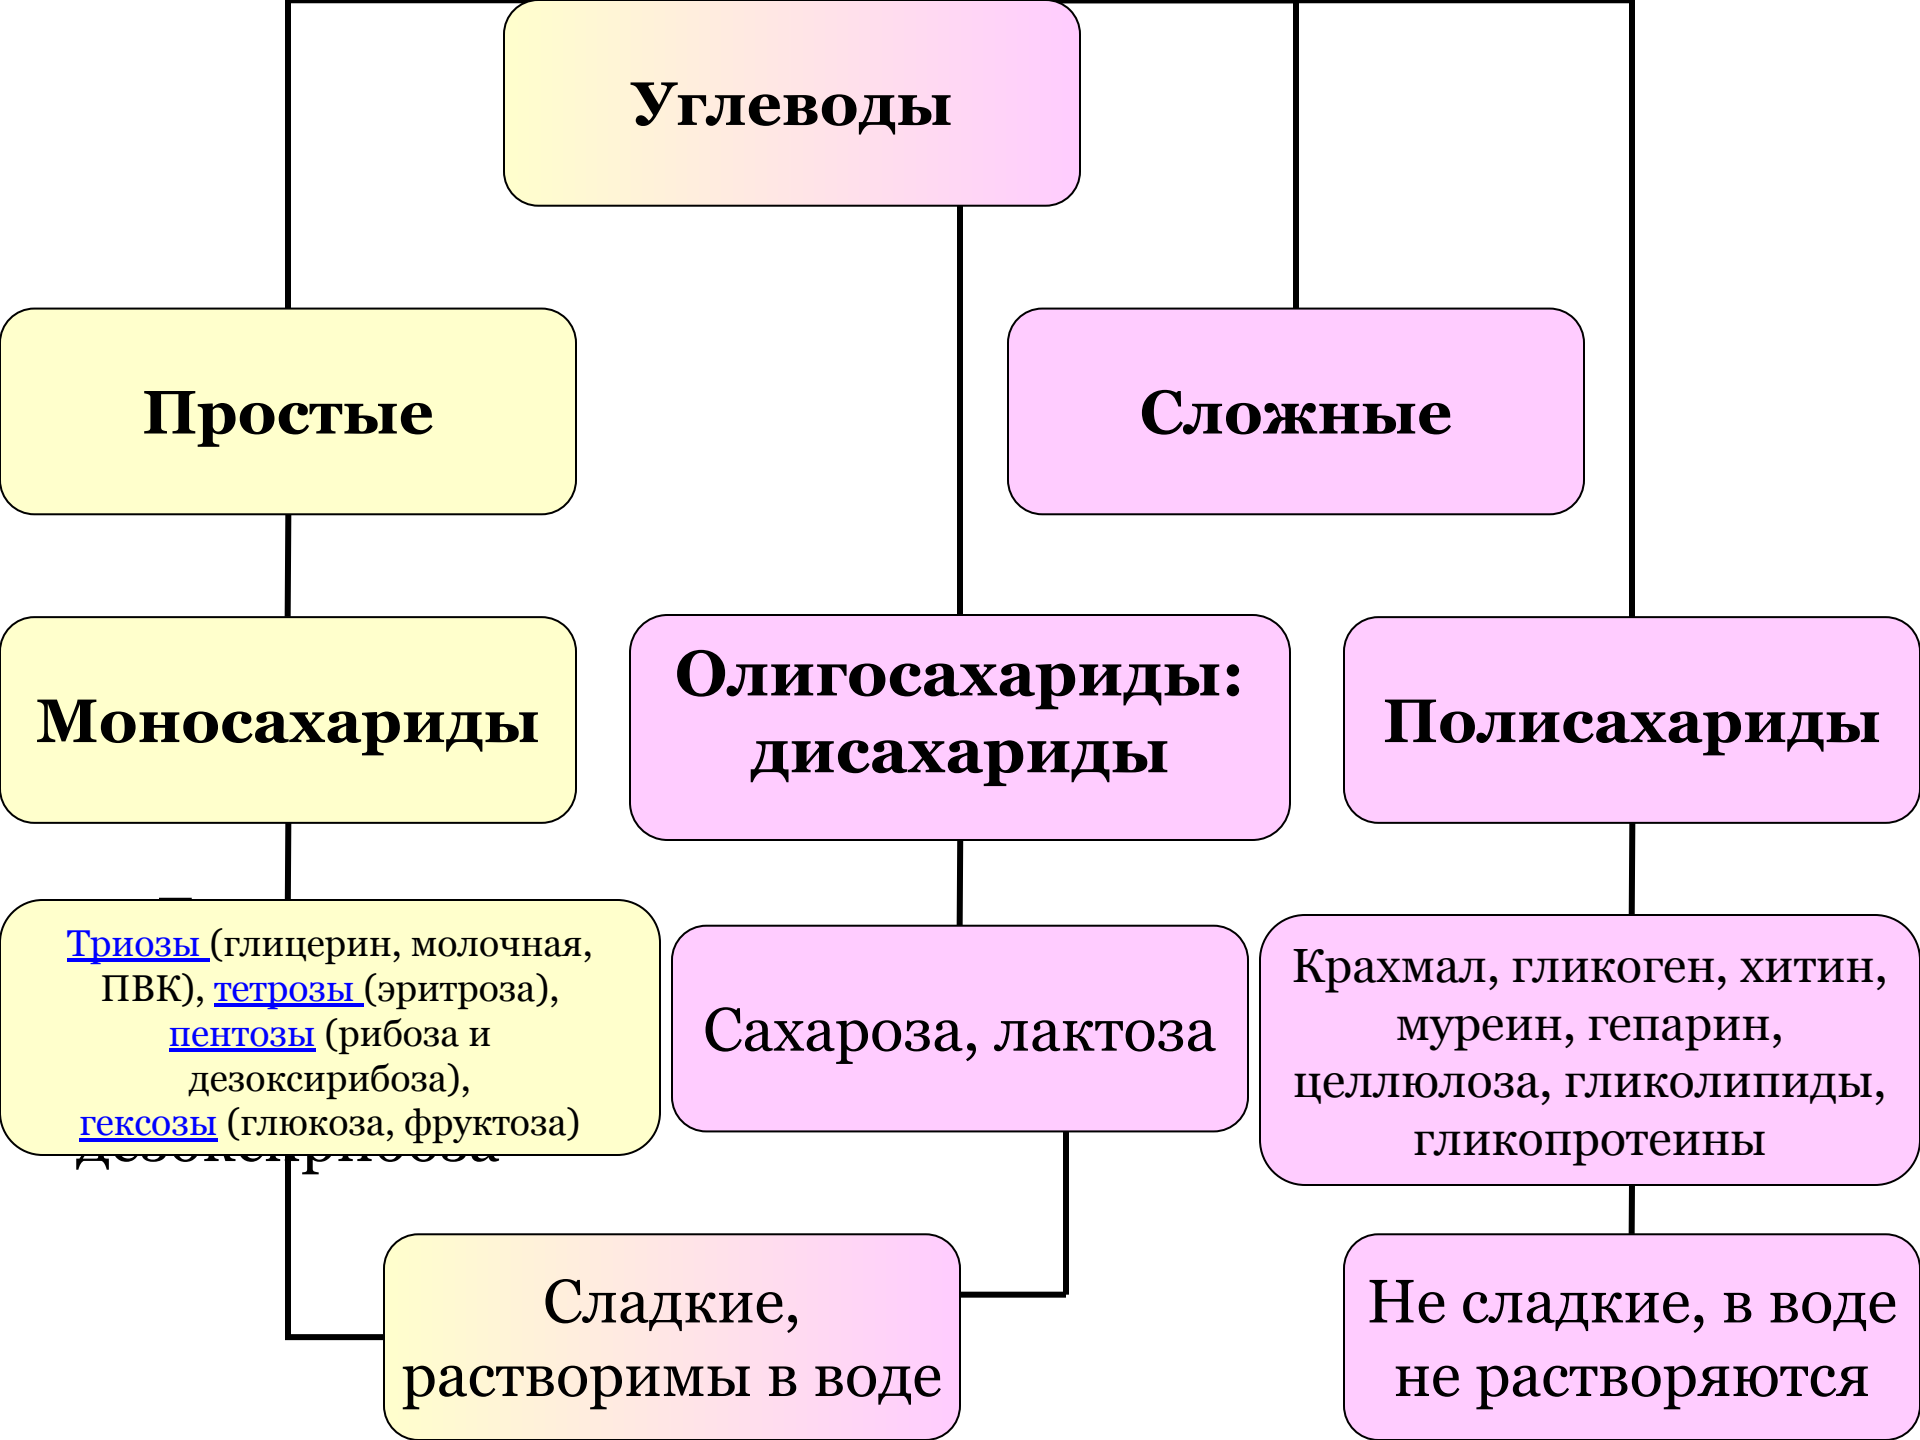 Углеводы
Простые
Сложные
Моносахариды
Олигосахариды:
дисахариды
Полисахариды
Триозы (глицерин, молочная,
ПВК), тетрозы (эритроза),
пентозы (рибоза и
дезоксирибоза),
гексозы (глюкоза, фруктоза)
Сахароза, лактоза
Крахмал, гликоген, хитин,
муреин, гепарин,
целлюлоза, гликолипиды,
гликопротеины
Сладкие,
растворимы в воде
Не сладкие, в воде
не растворяются